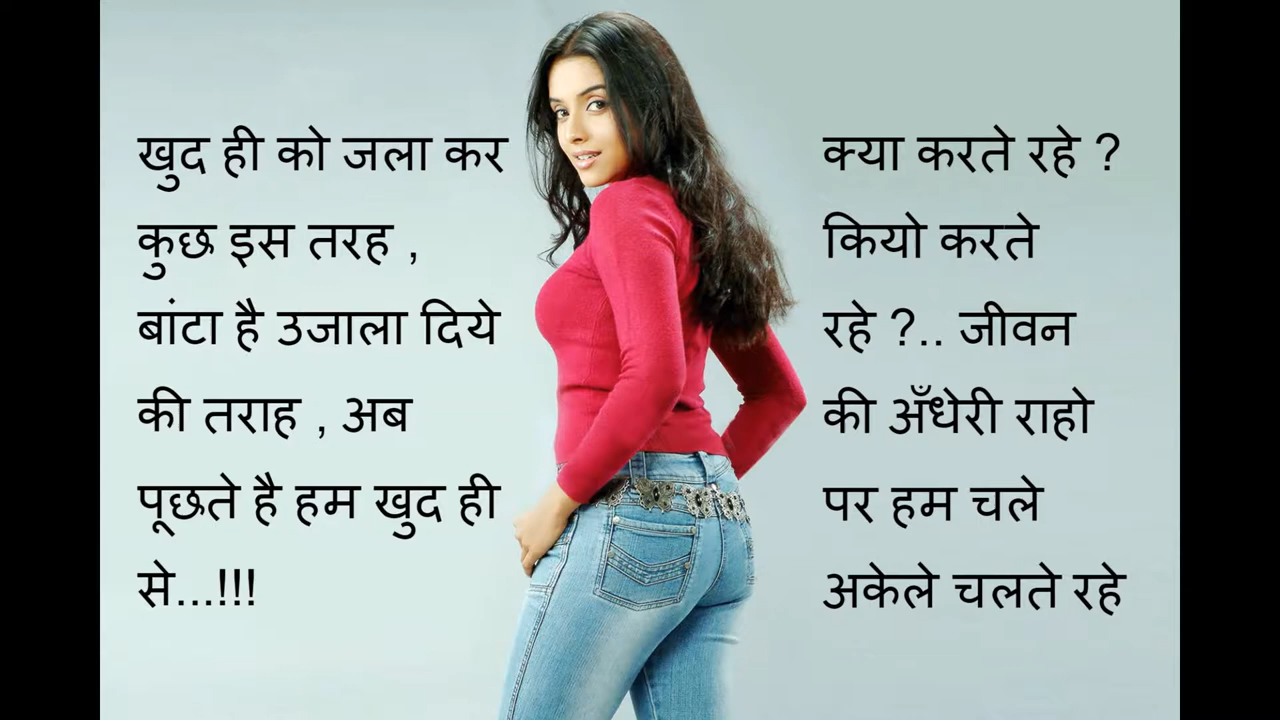 खुद ही को जला कर
कुछ इस तरह ,
बांटा है उजाला दिये
की तराह , अब
पूछते है हम खुद ही
से...!!!
क्या करते रहे ?
कियो करते
रहे ?.. जीवन
की अँधेरी राहो
पर हम चले
अकेले चलते रहे